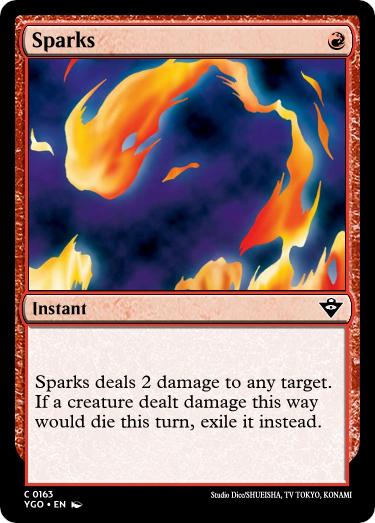 Sparks
Instant
Sparks deals 2 damage to any target.
If a creature dealt damage this way
would die this turn, exile it instead.
C 0163
YGO • EN
Studio Dice/SHUEISHA, TV TOKYO, KONAMI